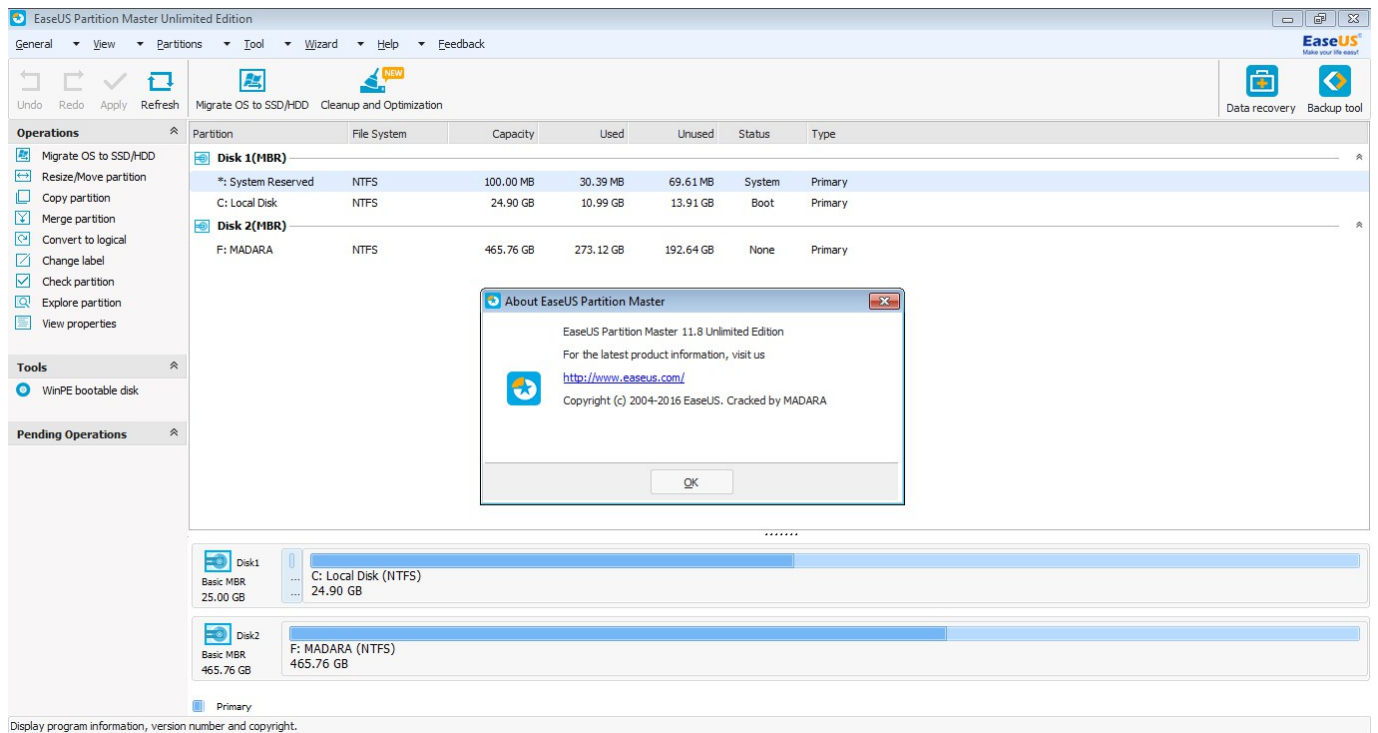 EaseUS Partition Master Unlimited Edition
General View Partitions Tool Wizard Help Feedback
EaseUS®
Make your life easy!
Undo Redo Apply Refresh Migrate OS to SSD/HDD Cleanup and Optimization Data recovery Backup tool
NEW
Operations
Migrate OS to SSD/HDD
Resize/Move partition
Copy partition
Merge partition
Convert to logical
Change label
Check partition
Explore partition
View properties
Tools
WinPE bootable disk
Pending Operations
Partition File System Capacity Used Unused Status Type
Disk 1(MBR)
*: System Reserved NTFS 100.00 MB 30.39 MB 69.61 MB System Primary
C: Local Disk NTFS 24.90 GB 10.99 GB 13.91 GB Boot Primary
Disk 2(MBR)
F: MADARA NTFS 465.76 GB 273.12 GB 192.64 GB None Primary
About EaseUS Partition Master
EaseUS Partition Master 11.8 Unlimited Edition
For the latest product information, visit us
http://www.easeus.com/
Copyright (c) 2004-2016 EaseUS. Cracked by MADARA
OK
Disk1
Basic MBR
25.00 GB
...
...
C: Local Disk (NTFS)
24.90 GB
Disk2
Basic MBR
465.76 GB
F: MADARA (NTFS)
465.76 GB
Primary
Display program information, version number and copyright.